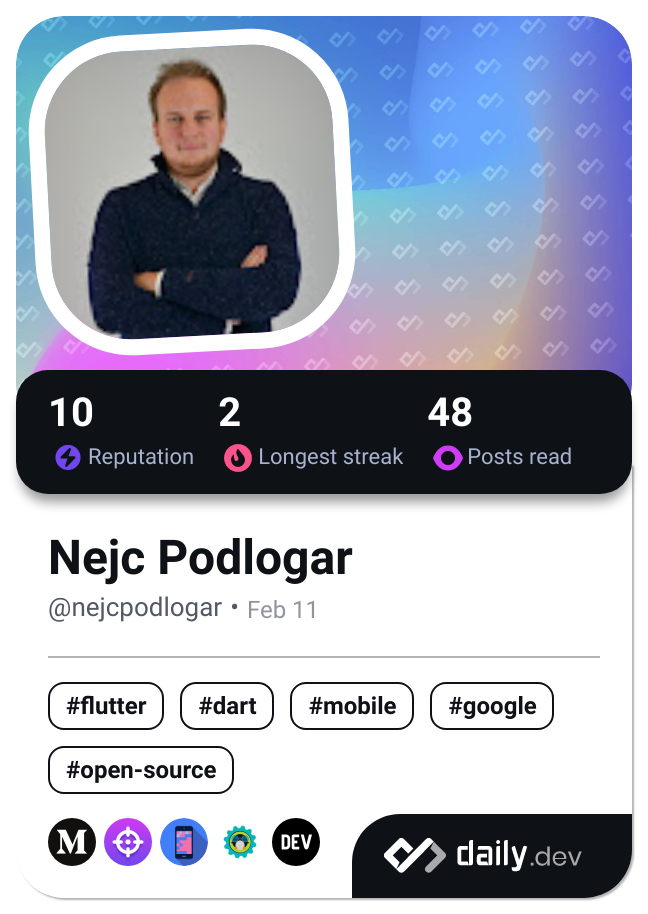 10 2 48
Reputation Longest streak Posts read
Nejc Podlogar
@nejcpodlogar • Feb 11
#flutter #dart #mobile #google
#open-source
M DEV daily.dev